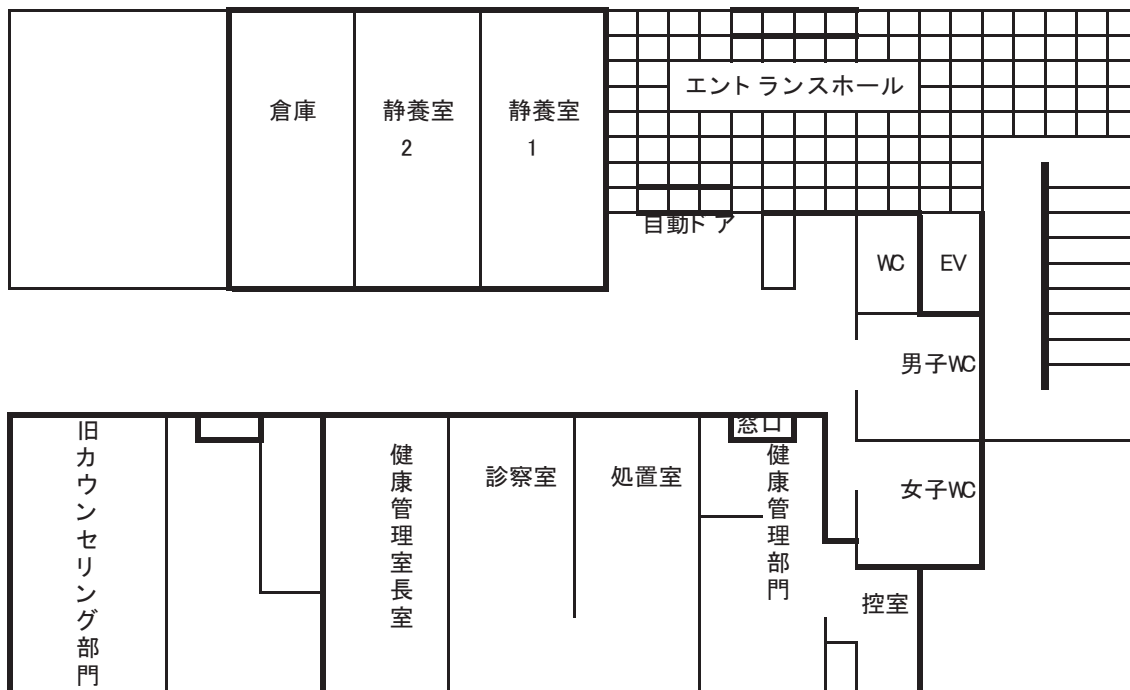 エントランスホール
倉庫
静養室
2
静養室
1
自動ドア
WC
EV
男子WC
窓口
旧カウンセリング部門
健康管理室長室
診察室
処置室
健康管理部門
女子WC
控室